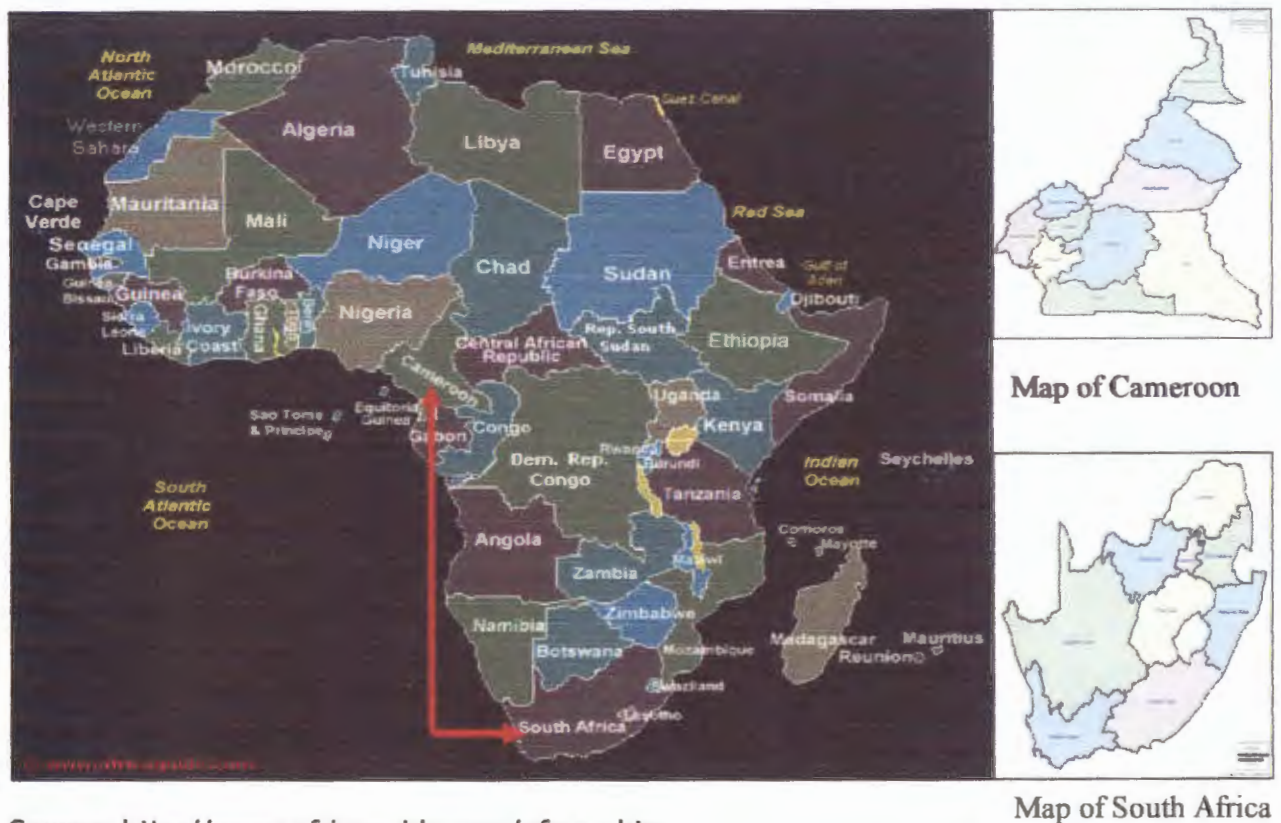 North
Atlantic
Ocean
Mediterranean Sea
Morocco
Tunisia
Suez Canal
Western
Sahara
Algeria
Libya
Egypt
Cape
Verde
Mauritania
Mali
Niger
Chad
Sudan
Red Sea
Eritrea
Gulf of
Aden
Djibouti
Senegal
Gambia
Guinea
Bissau
Guinea
Burkina
Faso
Sierra
Leone
Liberia
Ivory
Coast
Ghana
Nigeria
Central African
Republic
Rep. South
Sudan
Ethiopia
Somalia
Cameroon
Sao Tome
& Principe
Equitorial
Guinea
Gabon
Congo
Dem. Rep.
Congo
Uganda
Kenya
Rwanda
Burundi
Tanzania
Indian
Ocean
Seychelles
South
Atlantic
Ocean
Comoros
Mayotte
Angola
Zambia
Malawi
Zimbabwe
Namibia
Botswana
Mozambique
Madagascar
Reunion
Mauritius
South Africa
Lesotho
Map of Cameroon
Map of South Africa